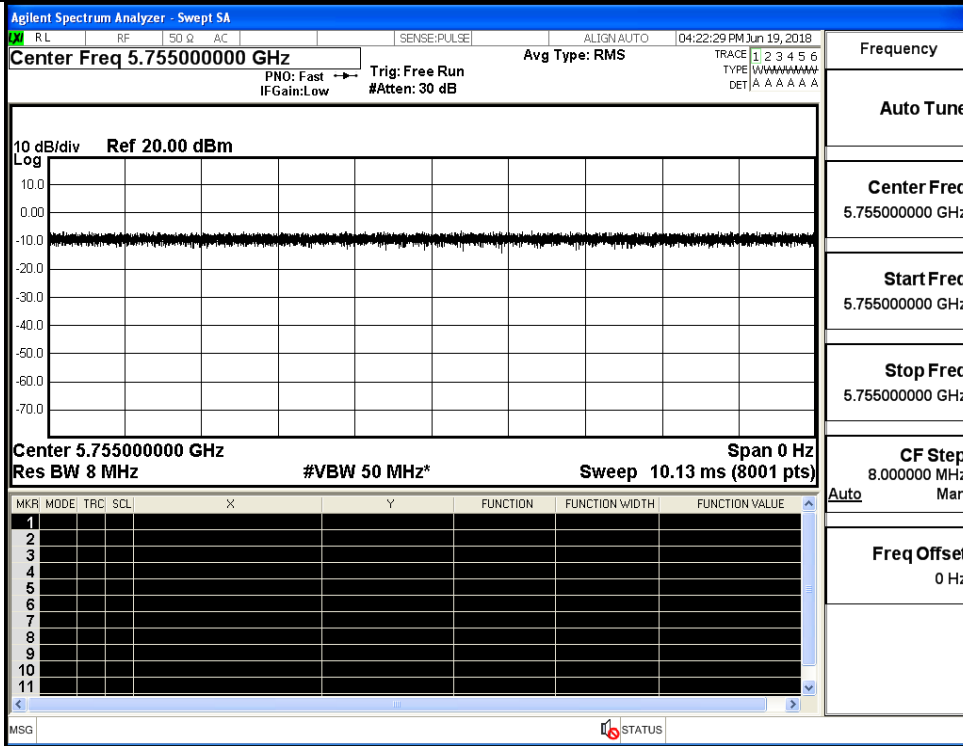 Agilent Spectrum Analyzer - Swept SA
LXI RL RF 50 Ω AC SENSE:PULSE ALIGN AUTO 04:22:29 PM Jun 19, 2018
Center Freq 5.755000000 GHz Avg Type: RMS TRACE 1 2 3 4 5 6
PNO: Fast Trig: Free Run TYPE WWWWWW
IFGain:Low #Atten: 30 dB DET A A A A A A
10 dB/div Ref 20.00 dBm
Log
10.0
0.00
-10.0
-20.0
-30.0
-40.0
-50.0
-60.0
-70.0
Center 5.755000000 GHz Span 0 Hz
Res BW 8 MHz #VBW 50 MHz* Sweep 10.13 ms (8001 pts)
MKR MODE TRC SCL X Y FUNCTION FUNCTION WIDTH FUNCTION VALUE
1
2
3
4
5
6
7
8
9
10
11
MSG STATUS
Frequency
Auto Tune
Center Freq
5.755000000 GHz
Start Freq
5.755000000 GHz
Stop Freq
5.755000000 GHz
CF Step
8.000000 MHz
Auto Man
Freq Offset
0 Hz